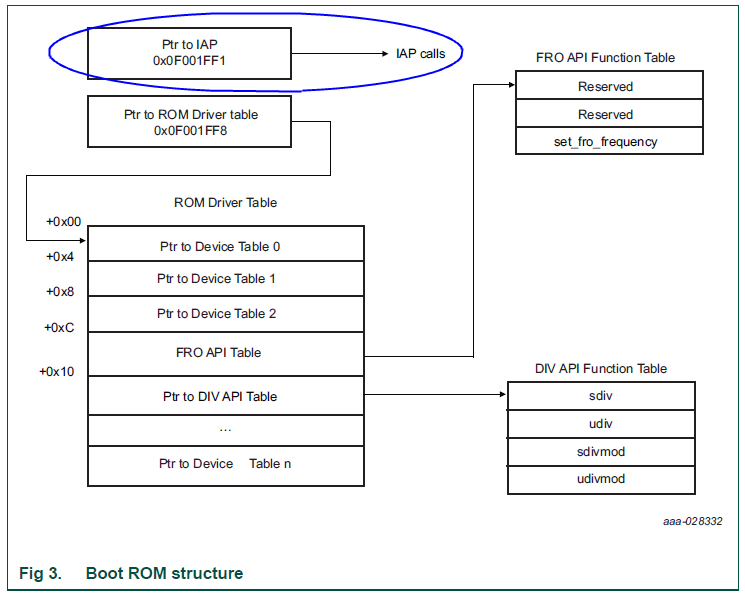 Ptr to IAP
0x0F001FF1
IAP calls
Ptr to ROM Driver table
0x0F001FF8
FRO API Function Table
Reserved
Reserved
set_fro_frequency
ROM Driver Table
+0x00
Ptr to Device Table 0
+0x4
Ptr to Device Table 1
+0x8
Ptr to Device Table 2
+0xC
FRO API Table
+0x10
Ptr to DIV API Table
...
Ptr to Device Table n
DIV API Function Table
sdiv
udiv
sdivmod
udivmod
aaa-028332
Fig 3. Boot ROM structure